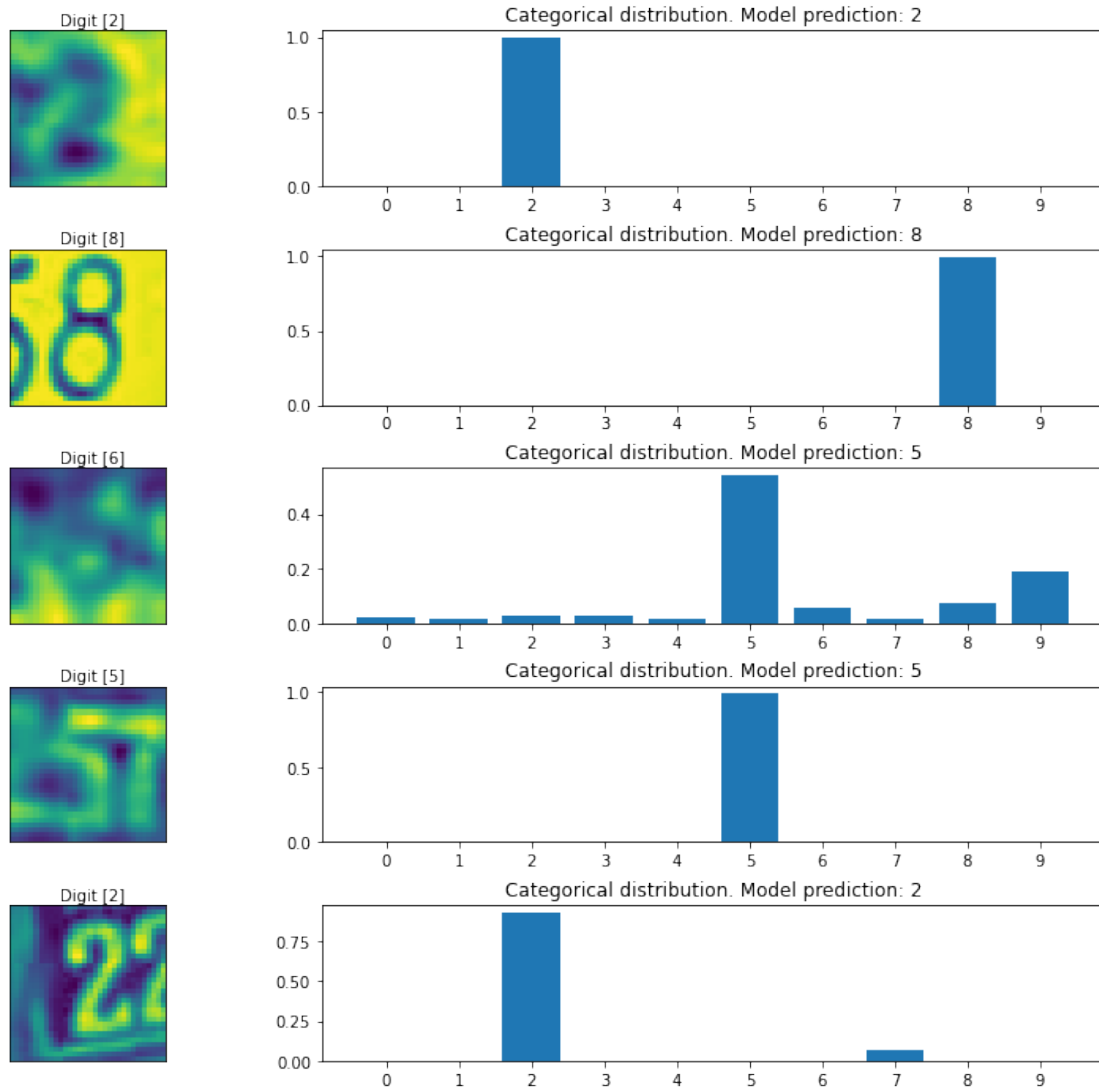 Digit [2]
Categorical distribution. Model prediction: 2
1.0
0.5
0.0
0 1 2 3 4 5 6 7 8 9
2
Digit [8]
Categorical distribution. Model prediction: 8
1.0
0.5
0.0
0 1 2 3 4 5 6 7 8 9
8
Digit [6]
Categorical distribution. Model prediction: 5
0.4
0.2
0.0
0 1 2 3 4 5 6 7 8 9
Digit [5]
Categorical distribution. Model prediction: 5
1.0
0.5
0.0
0 1 2 3 4 5 6 7 8 9
5
Digit [2]
Categorical distribution. Model prediction: 2
0.75
0.50
0.25
0.00
0 1 2 3 4 5 6 7 8 9
22